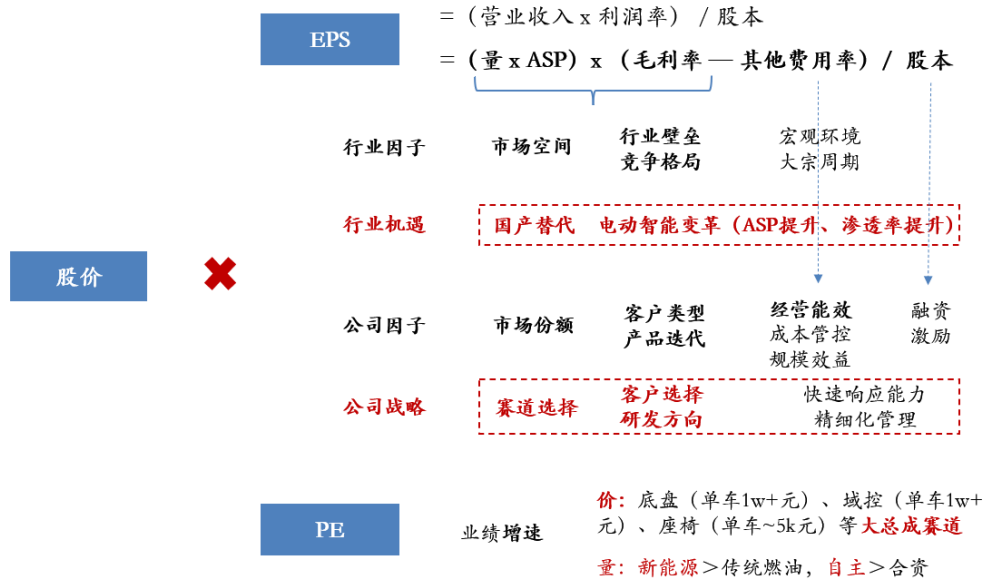 EPS
= （营业收入 x 利润率）/ 股本
= （量 x ASP）x （毛利率 — 其他费用率）/ 股本
行业因子
市场空间
行业壁垒
竞争格局
宏观环境
大宗周期
行业机遇
国产替代 电动智能变革（ASP提升、渗透率提升）
股价
公司因子
市场份额
客户类型
产品迭代
经营能效
成本管控
规模效益
融资
激励
公司战略
赛道选择
客户选择
研发方向
快速响应能力
精细化管理
PE
业绩增速
价：底盘（单车1w+元）、域控（单车1w+
元）、座椅（单车~5k元）等大总成赛道
量：新能源＞传统燃油，自主＞合资